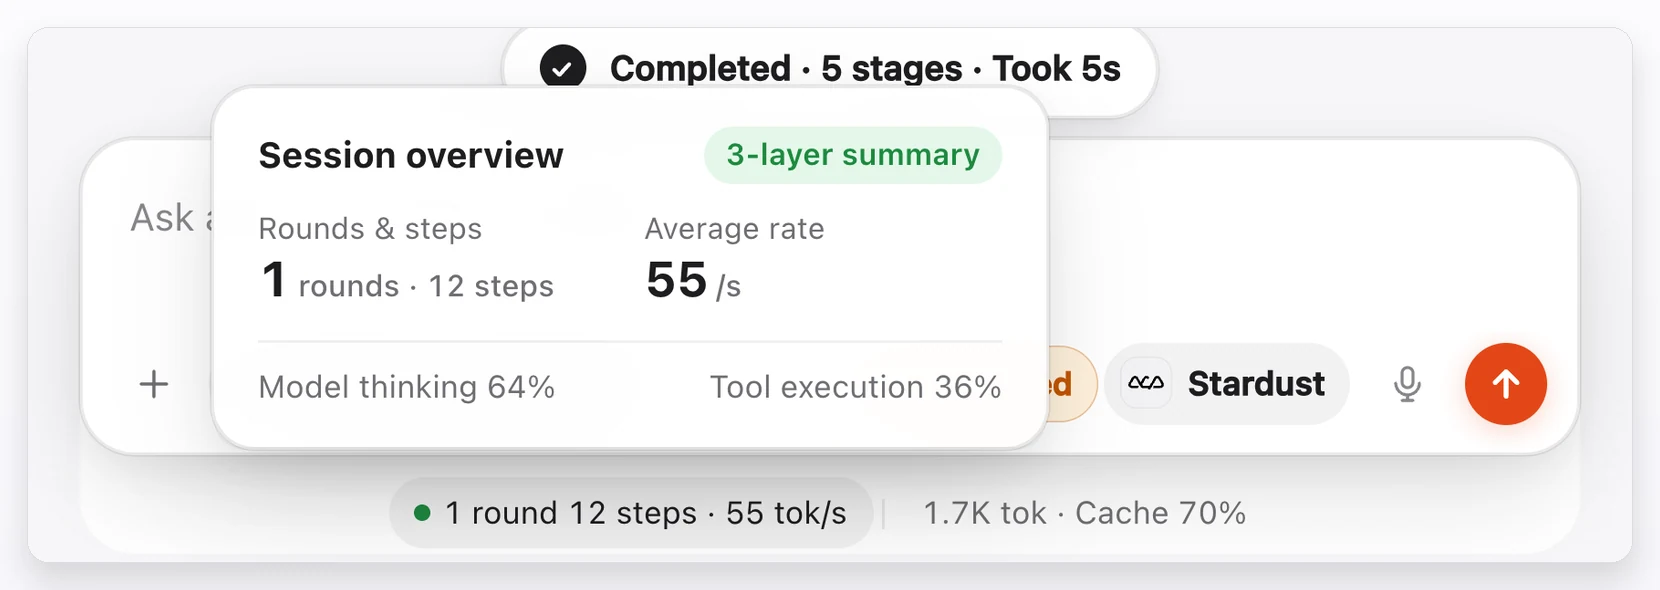 Completed · 5 stages · Took 5s
Session overview
3-layer summary
Ask
Rounds & steps
Average rate
1 rounds · 12 steps
55 /s
Model thinking 64%
Tool execution 36%
ed
Stardust
1 round 12 steps · 55 tok/s
1.7K tok · Cache 70%